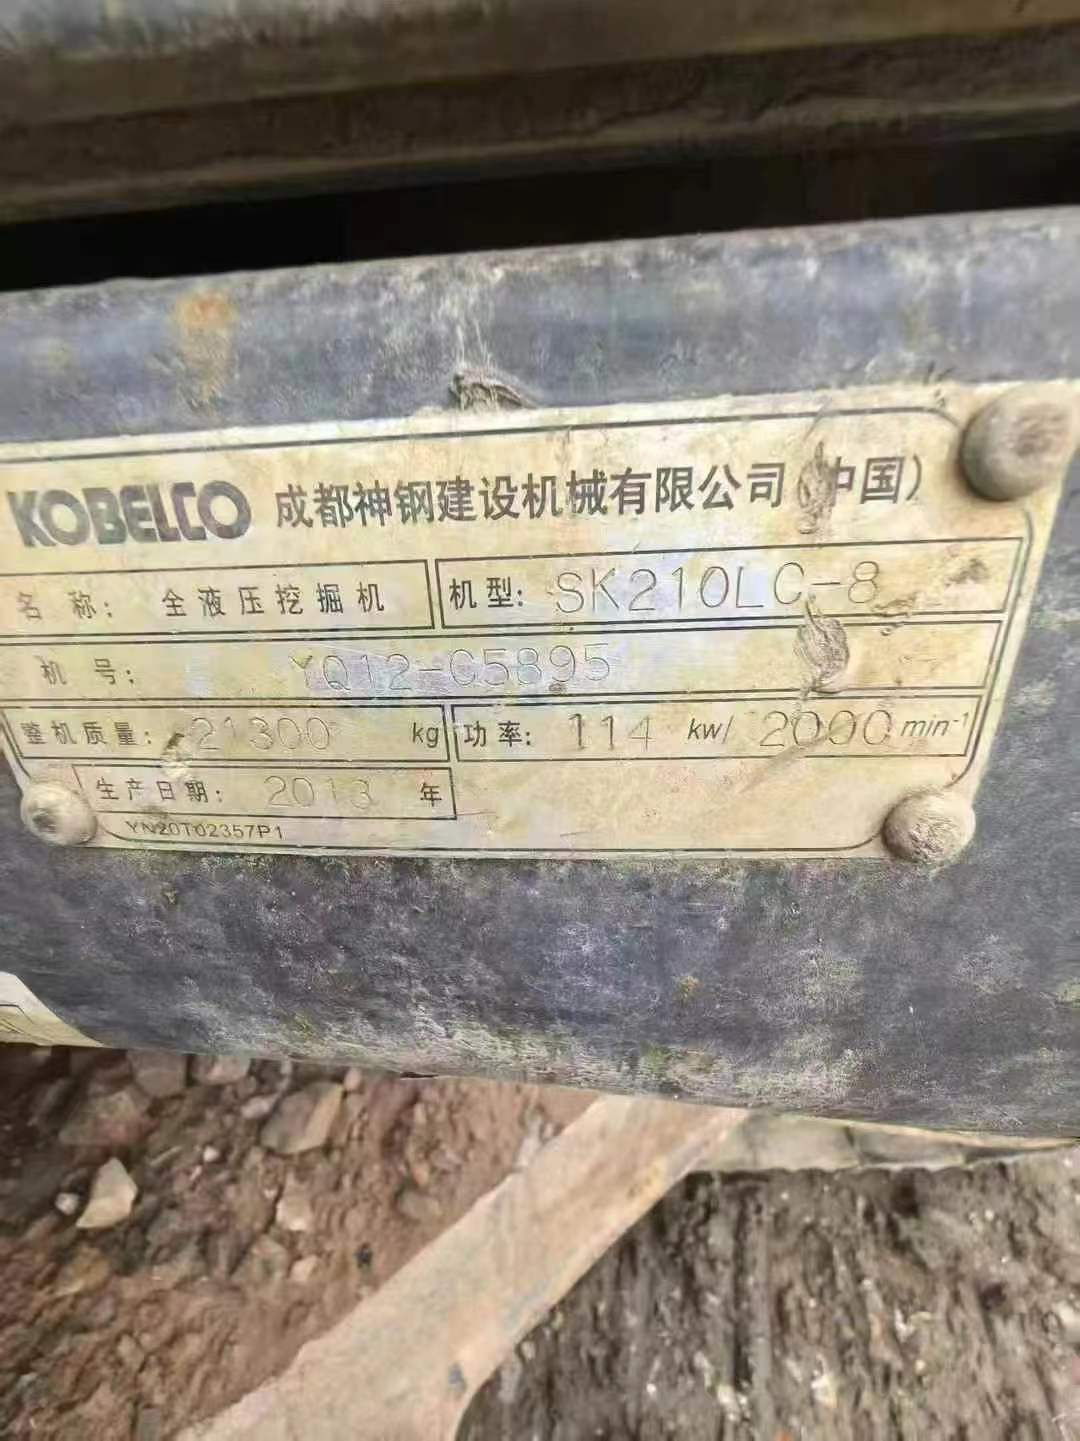 KOBELCO 成都神钢建设机械有限公司（中国）
名称： 全液压挖掘机 机型： SK210LC-8
机号： YQ12-C5895
整机质量： 21300 kg 功率： 114 kw/ 2000 min-1
生产日期： 2013 年
YN20T02357P1